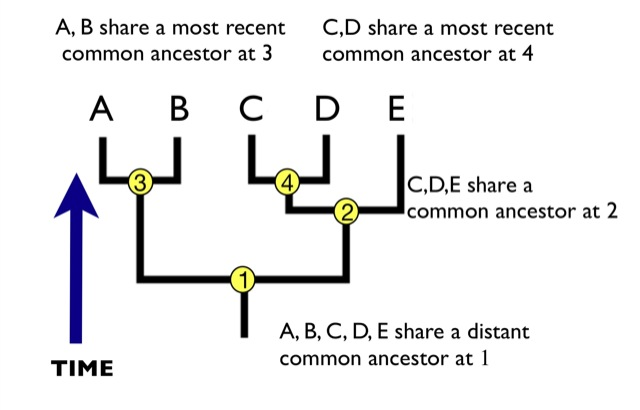 A, B share a most recent
common ancestor at 3
C,D share a most recent
common ancestor at 4
A B C D E
3
4
C,D,E share a
2
common ancestor at 2
1
A, B, C, D, E share a distant
common ancestor at 1
TIME